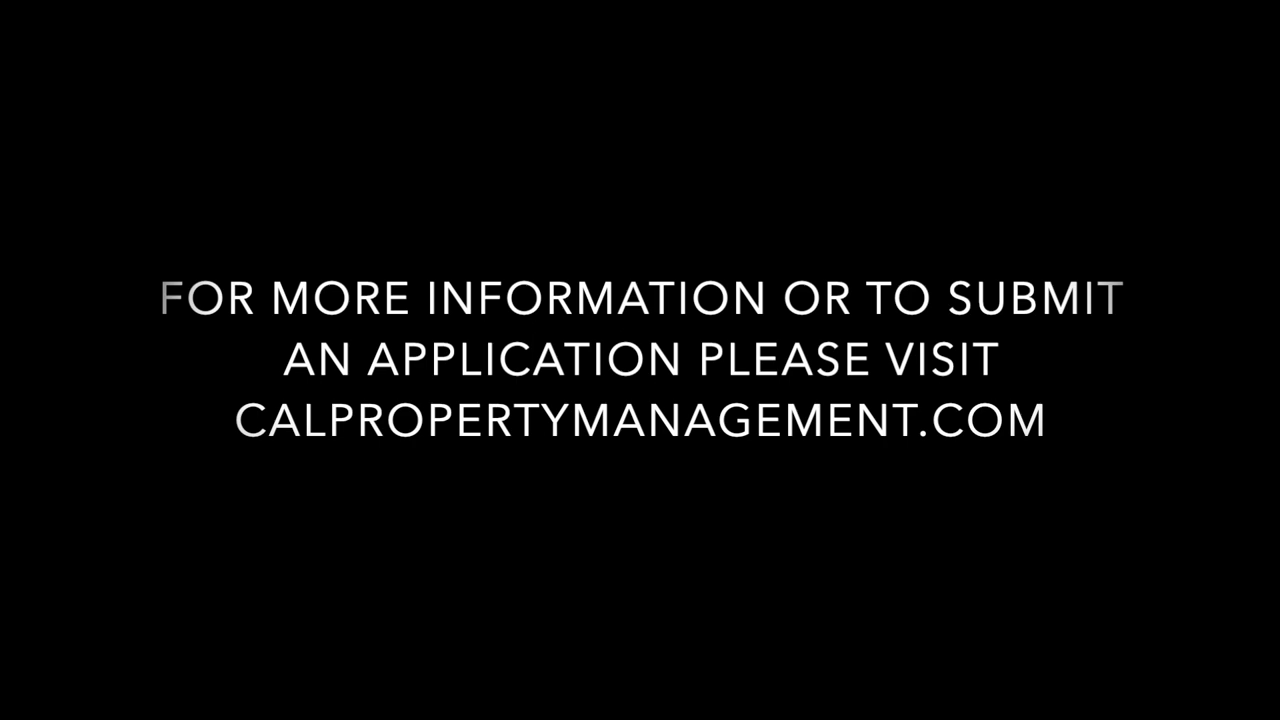 FOR MORE INFORMATION OR TO SUBMIT
AN APPLICATION PLEASE VISIT
CALPROPERTYMANAGEMENT.COM